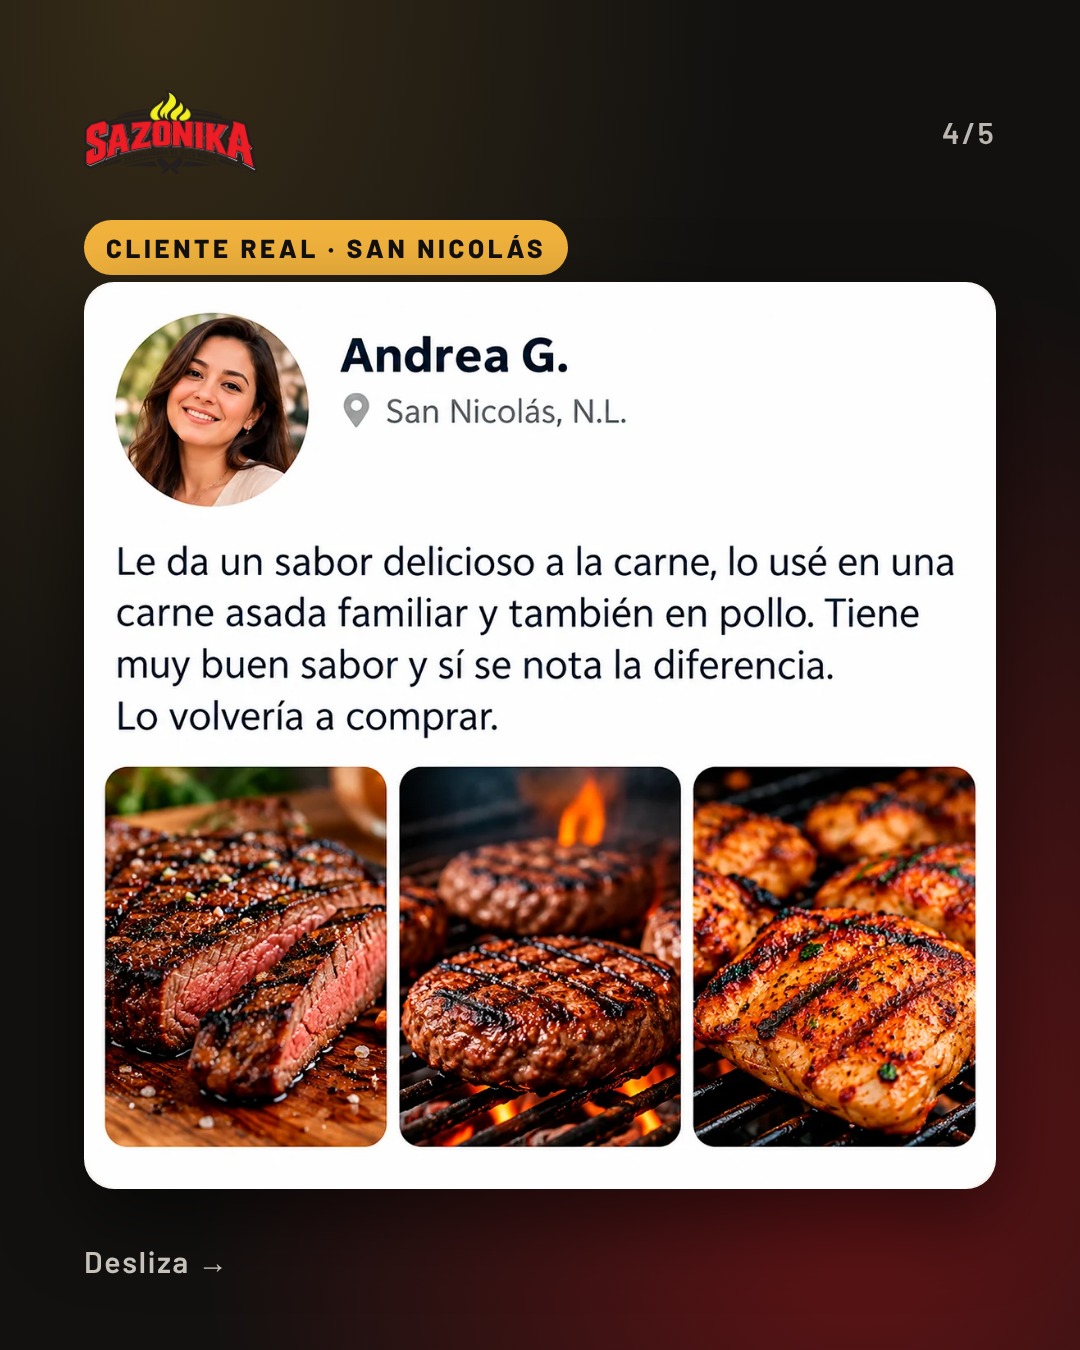 SAZONIKA
4/5
CLIENTE REAL · SAN NICOLÁS
Andrea G.
San Nicolás, N.L.
Le da un sabor delicioso a la carne, lo usé en una
carne asada familiar y también en pollo. Tiene
muy buen sabor y sí se nota la diferencia.
Lo volvería a comprar.
Desliza →